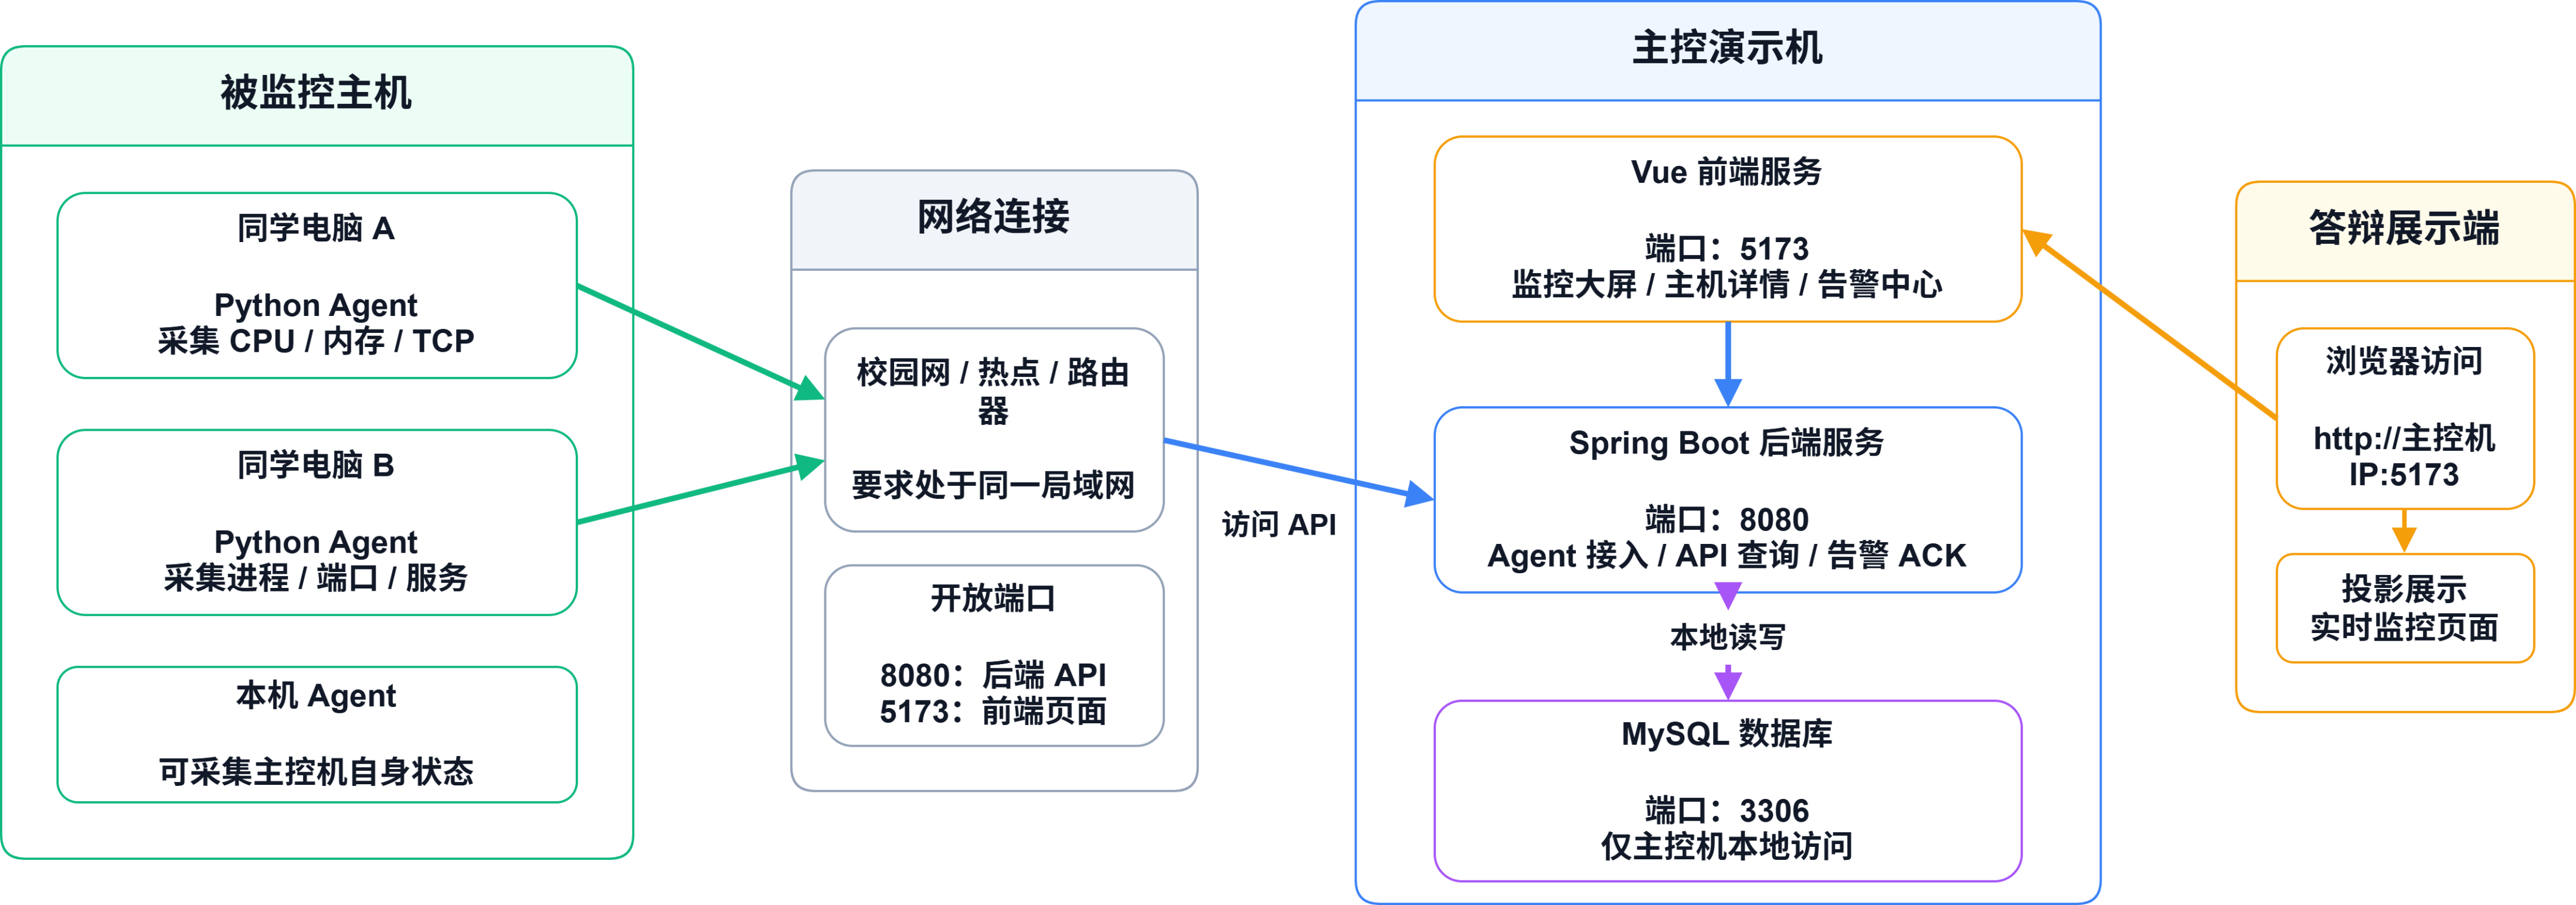 被监控主机
同学电脑 A
Python Agent
采集 CPU / 内存 / TCP
同学电脑 B
Python Agent
采集进程 / 端口 / 服务
本机 Agent
可采集主控机自身状态
网络连接
校园网 / 热点 / 路由
器
要求处于同一局域网
开放端口
8080：后端 API
5173：前端页面
访问 API
主控演示机
Vue 前端服务
端口：5173
监控大屏 / 主机详情 / 告警中心
Spring Boot 后端服务
端口：8080
Agent 接入 / API 查询 / 告警 ACK
本地读写
MySQL 数据库
端口：3306
仅主控机本地访问
答辩展示端
浏览器访问
http://主控机
IP:5173
投影展示
实时监控页面